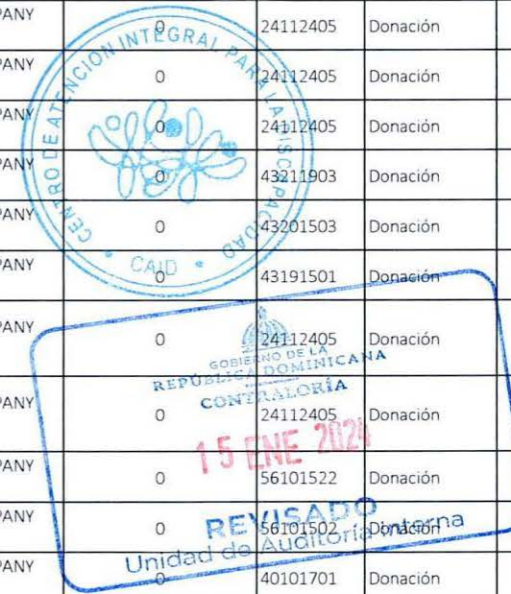 PANY 0 24112405 Donación
PANY 0 24112405 Donación
PANY 0 24112405 Donación
PANY 0 43211903 Donación
PANY 0 43201503 Donación
PANY 0 43191501 Donación
PANY 0 24112405 Donación
PANY 0 24112405 Donación
PANY 0 56101522 Donación
PANY 0 56101502 Donación
PANY 0 40101701 Donación
CENTRO DE ATENCION INTEGRAL PARA LA DISCAPACIDAD
* CAID *
GOBIERNO DE LA
REPÚBLICA DOMINICANA
CONTRALORÍA
15 ENE 2024
REVISADO
Unidad de Auditoría Interna